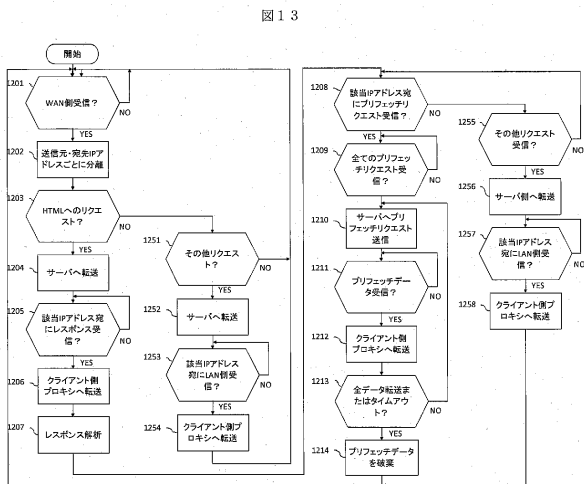 図13
開始
1201
WAN側受信?
NO
YES
1202
送信元・宛先IPア
ドレスごとに分離
1203
HTMLへのリクエ
スト?
NO
YES
1204
サーバへ転送
1205
該当IPアドレス宛
にレスポンス受
信?
NO
YES
1206
クライアント側
プロキシへ転送
1207
レスポンス解析
1251
その他リクエス
ト?
NO
YES
1252
サーバへ転送
1253
該当IPアドレス
宛にLAN側受
信?
NO
YES
1254
クライアント側プ
ロキシへ転送
1208
該当IPアドレス宛
にプリフェッチリ
クエスト受信?
NO
YES
1209
全てのプリフェッ
チリクエスト受
信?
NO
YES
1210
サーバへプリ
フェッチリクエスト
送信
1211
プリフェッチデー
タ受信?
NO
YES
1212
クライアント側
プロキシへ転送
1213
全データ転送ま
たはタイムアウ
ト?
NO
YES
1214
プリフェッチデータ
を破棄
1255
その他リクエスト
受信?
NO
YES
1256
サーバ側へ転送
1257
該当IPアドレス
宛にLAN側受
信?
NO
YES
1258
クライアント側プ
ロキシへ転送